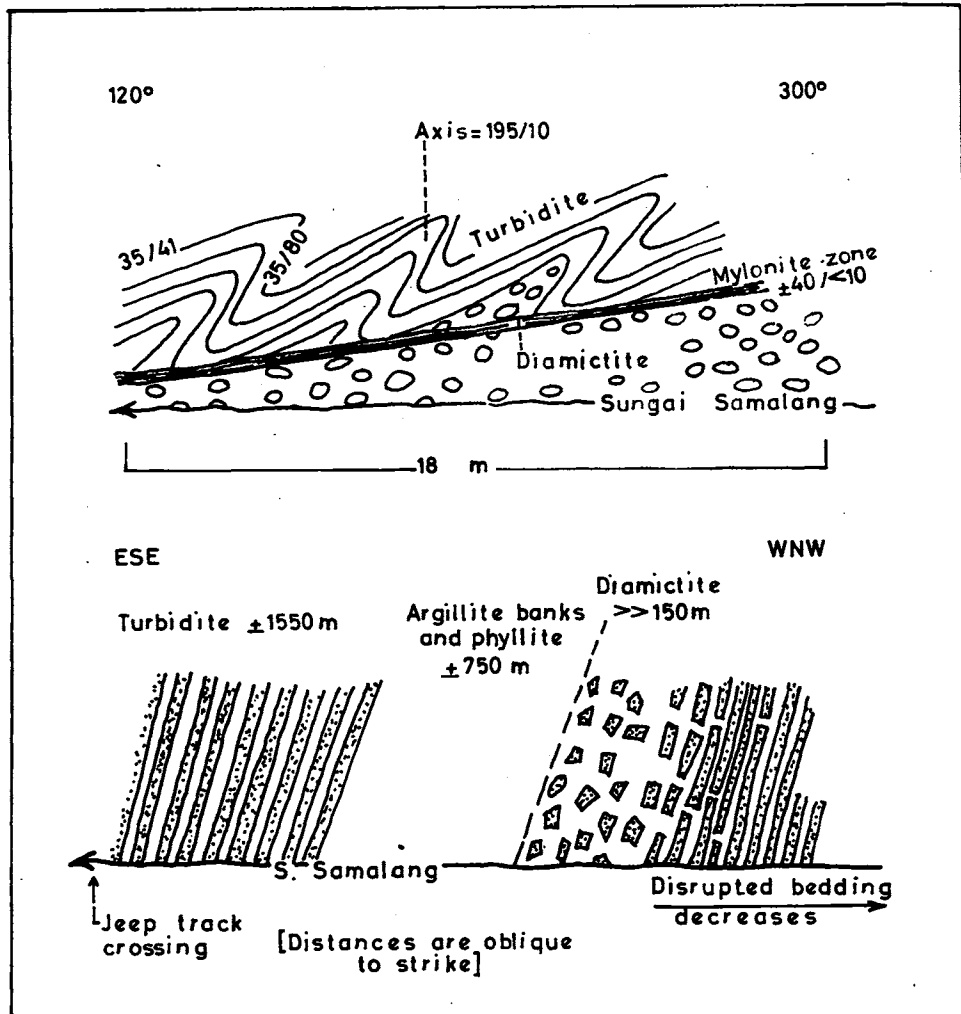 120°
300°
Axis=195/10
Turbidite
35/41
35/80
Mylonite zone
±40/<10
Diamictite
Sungai Samalang
18 m
ESE
WNW
Turbidite ±1550m
Argillite banks
and phyllite
±750 m
Diamictite
>>150m
S. Samalang
Jeep track
crossing
[Distances are oblique
to strike]
Disrupted bedding
decreases